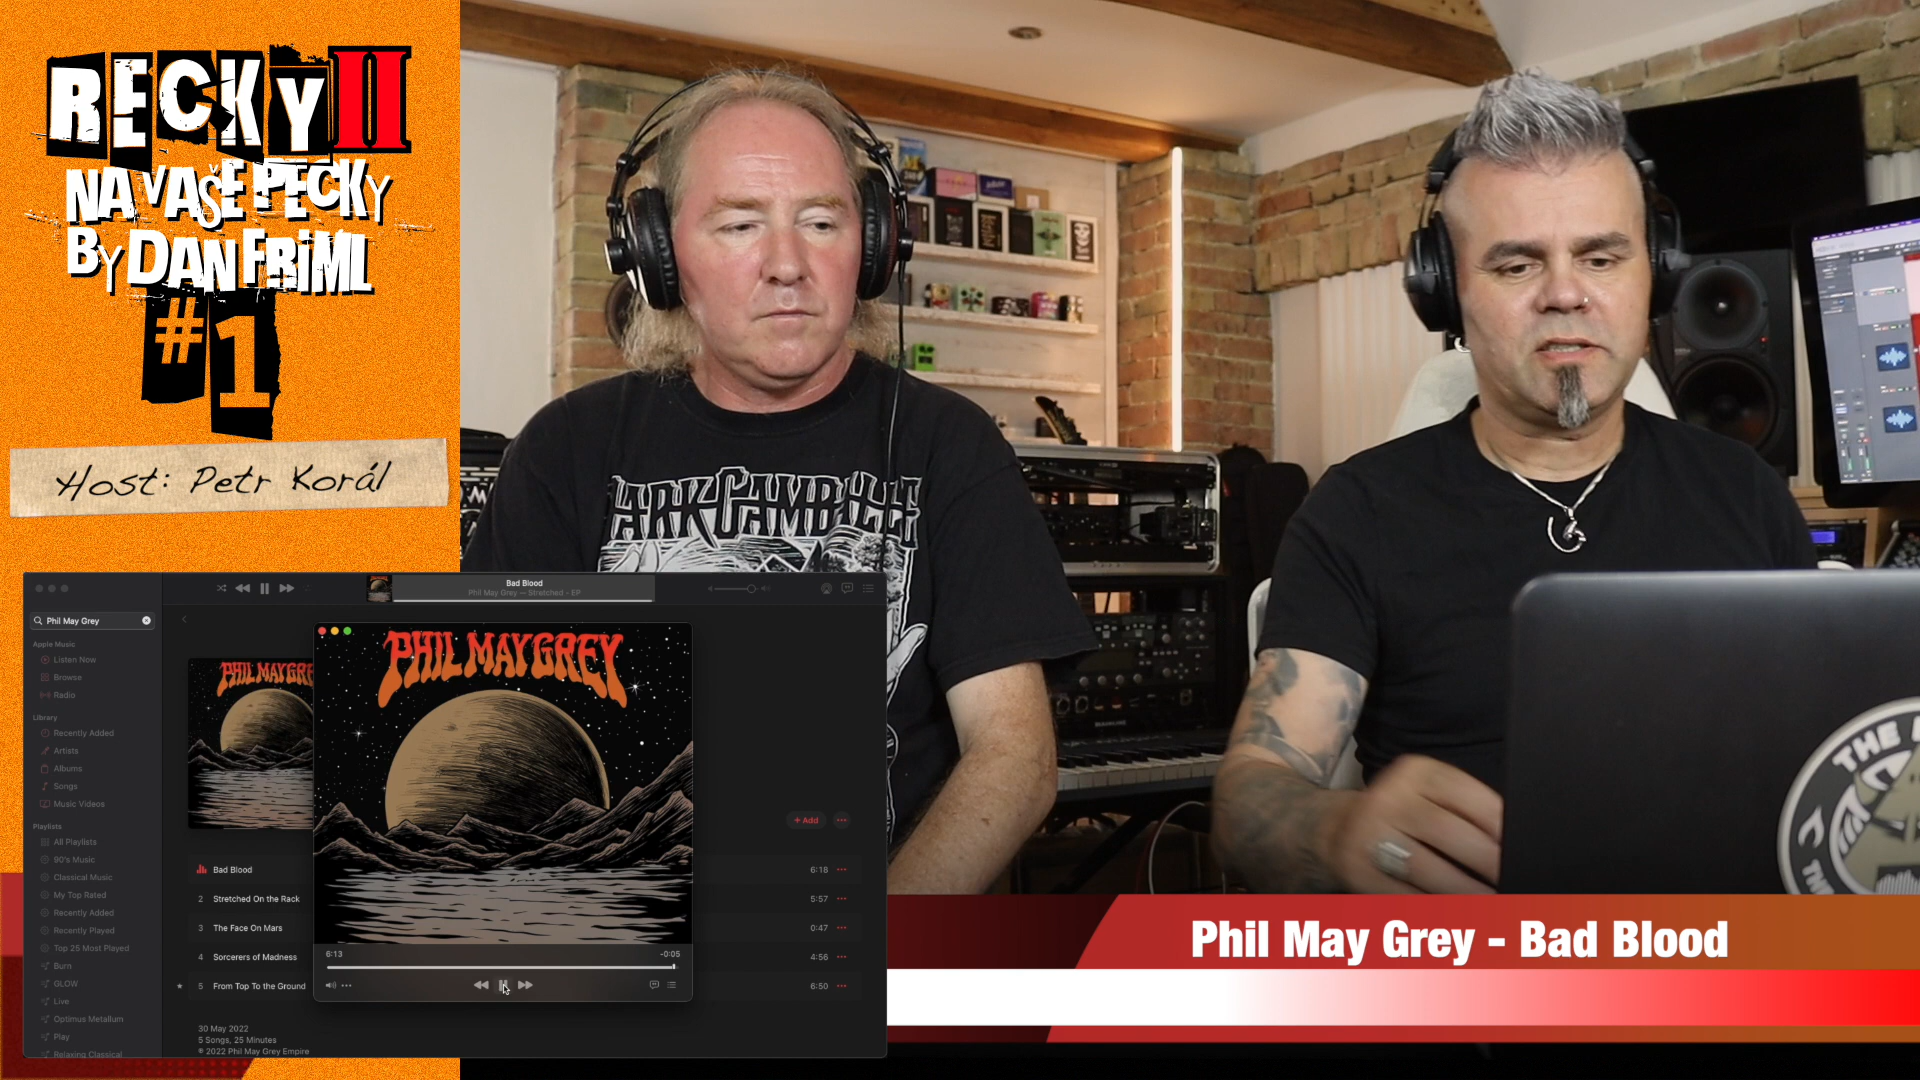 RECKY II
NA VAŠE PECKY
BY DAN FRIML
#1
Host: Petr Korál
Bad Blood
Phil May Grey — Stretched - EP
Phil May Grey
Apple Music
Listen Now
Browse
Radio
Library
Recently Added
Artists
Albums
Songs
Music Videos
Playlists
All Playlists
90's Music
Classical Music
My Top Rated
Recently Added
Recently Played
Top 25 Most Played
Burn
GLOW
Live
Optimus Metallum
Play
Relaxing Classical
PHIL MAY GREY
+ Add
Bad Blood 6:18
2 Stretched On the Rack 5:57
3 The Face On Mars 0:47
4 Sorcerers of Madness 4:56
★ 5 From Top To the Ground 6:50
30 May 2022
5 Songs, 25 Minutes
℗ 2022 Phil May Grey Empire
PHIL MAY GREY
6:13 -0:05
THE
Phil May Grey - Bad Blood